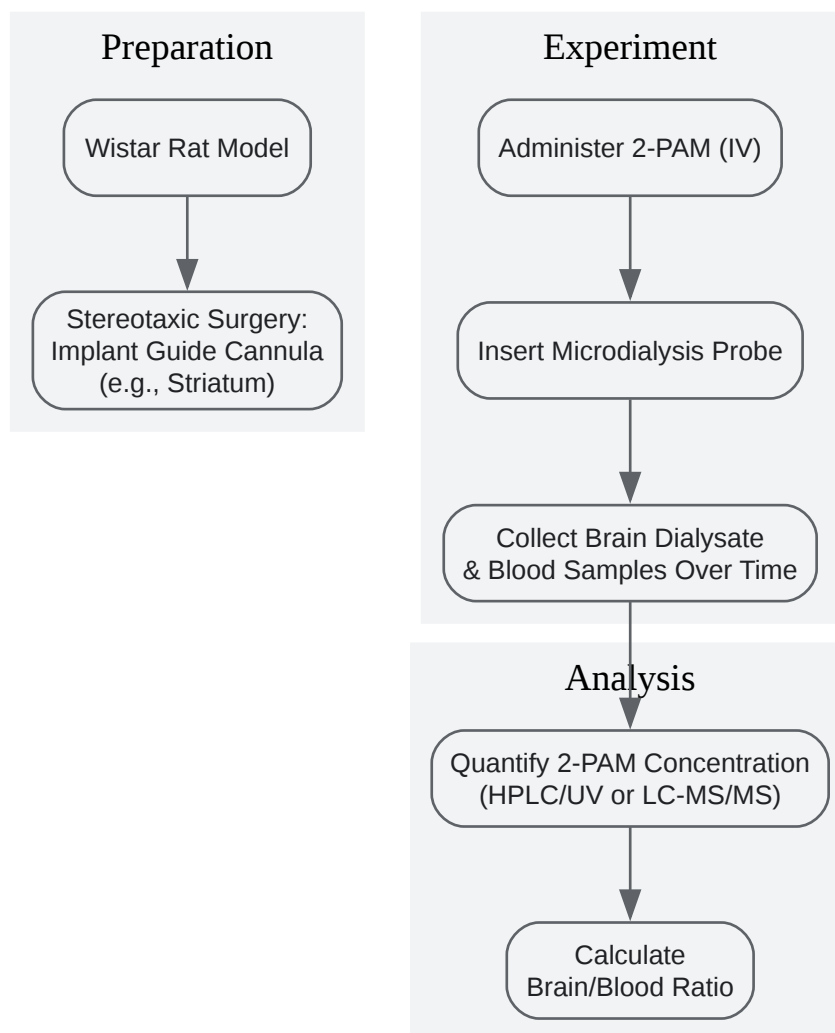 Preparation
Wistar Rat Model
Stereotaxic Surgery:
Implant Guide Cannula
(e.g., Striatum)
Experiment
Administer 2-PAM (IV)
Insert Microdialysis Probe
Collect Brain Dialysate
& Blood Samples Over Time
Analysis
Quantify 2-PAM Concentration
(HPLC/UV or LC-MS/MS)
Calculate
Brain/Blood Ratio